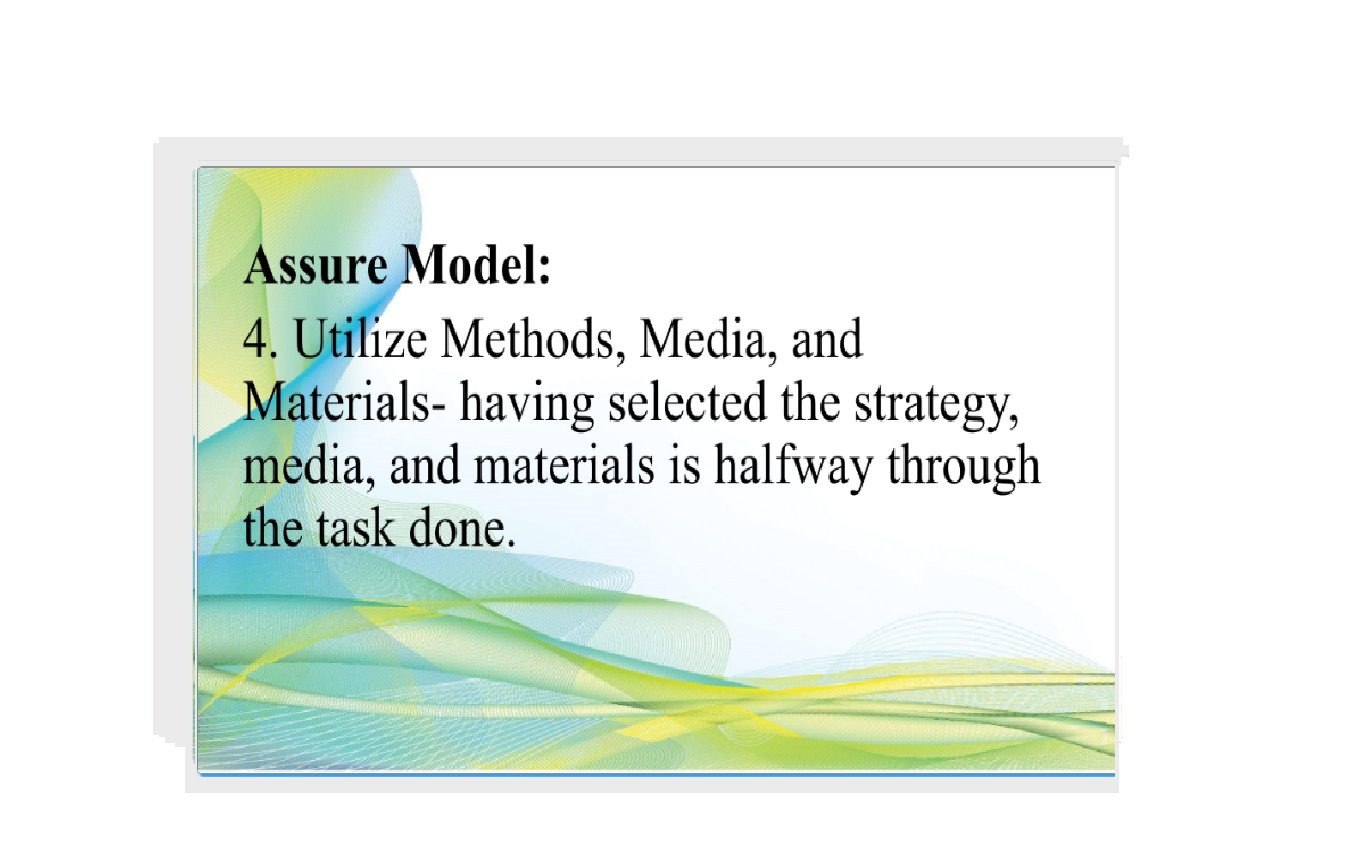 Assure Model:
4. Utilize Methods, Media, and
Materials- having selected the strategy,
media, and materials is halfway through
the task done.